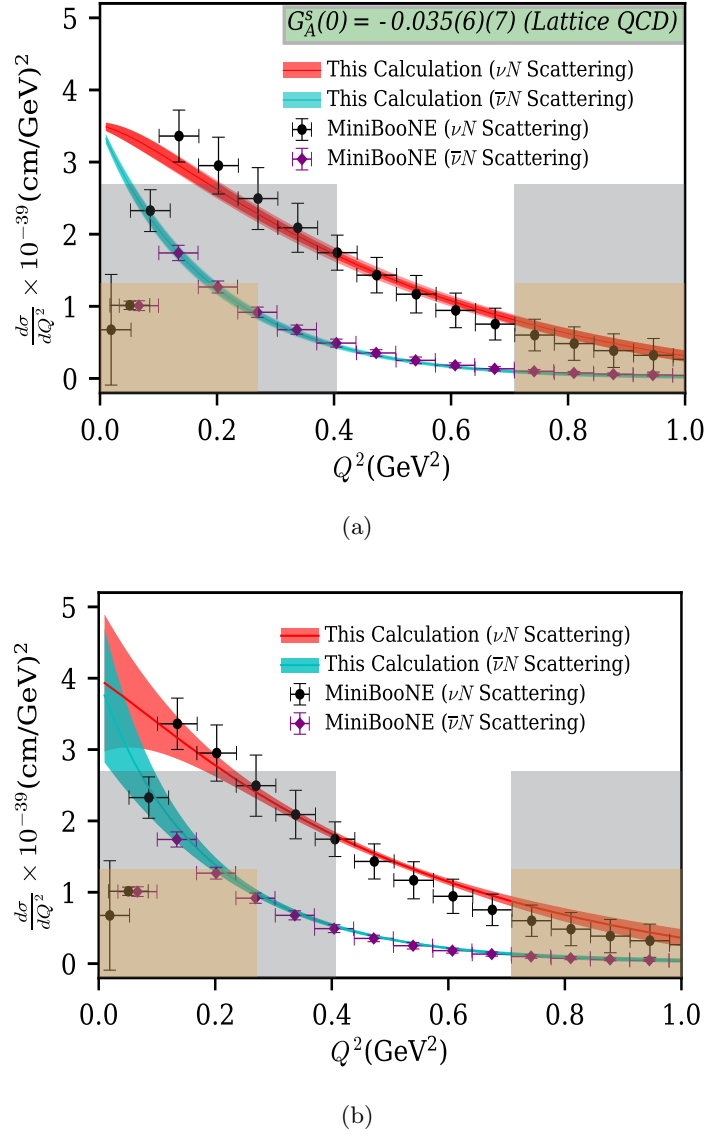 G_A^s(0) = -0.035(6)(7) (Lattice QCD)
This Calculation (νN Scattering)
This Calculation (ν̅N Scattering)
MiniBooNE (νN Scattering)
MiniBooNE (ν̅N Scattering)
dσ/dQ² × 10⁻³⁹(cm/GeV)²
5
4
3
2
1
0
0.0 0.2 0.4 0.6 0.8 1.0
Q²(GeV²)
(a)
This Calculation (νN Scattering)
This Calculation (ν̅N Scattering)
MiniBooNE (νN Scattering)
MiniBooNE (ν̅N Scattering)
dσ/dQ² × 10⁻³⁹(cm/GeV)²
5
4
3
2
1
0
0.0 0.2 0.4 0.6 0.8 1.0
Q²(GeV²)
(b)